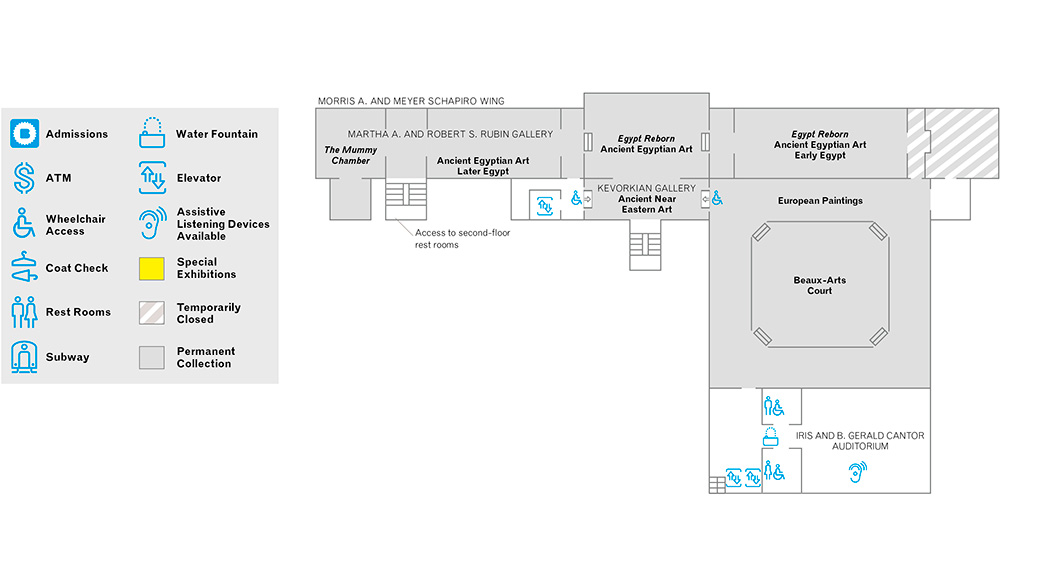 Admissions
Water Fountain
ATM
Elevator
Wheelchair
Access
Assistive
Listening Devices
Available
Coat Check
Special
Exhibitions
Rest Rooms
Temporarily
Closed
Subway
Permanent
Collection
MORRIS A. AND MEYER SCHAPIRO WING
MARTHA A. AND ROBERT S. RUBIN GALLERY
The Mummy
Chamber
Ancient Egyptian Art
Later Egypt
Egypt Reborn
Ancient Egyptian Art
Egypt Reborn
Ancient Egyptian Art
Early Egypt
KEVORKIAN GALLERY
Ancient Near
Eastern Art
European Paintings
Access to second-floor
rest rooms
Beaux-Arts
Court
IRIS AND B. GERALD CANTOR
AUDITORIUM